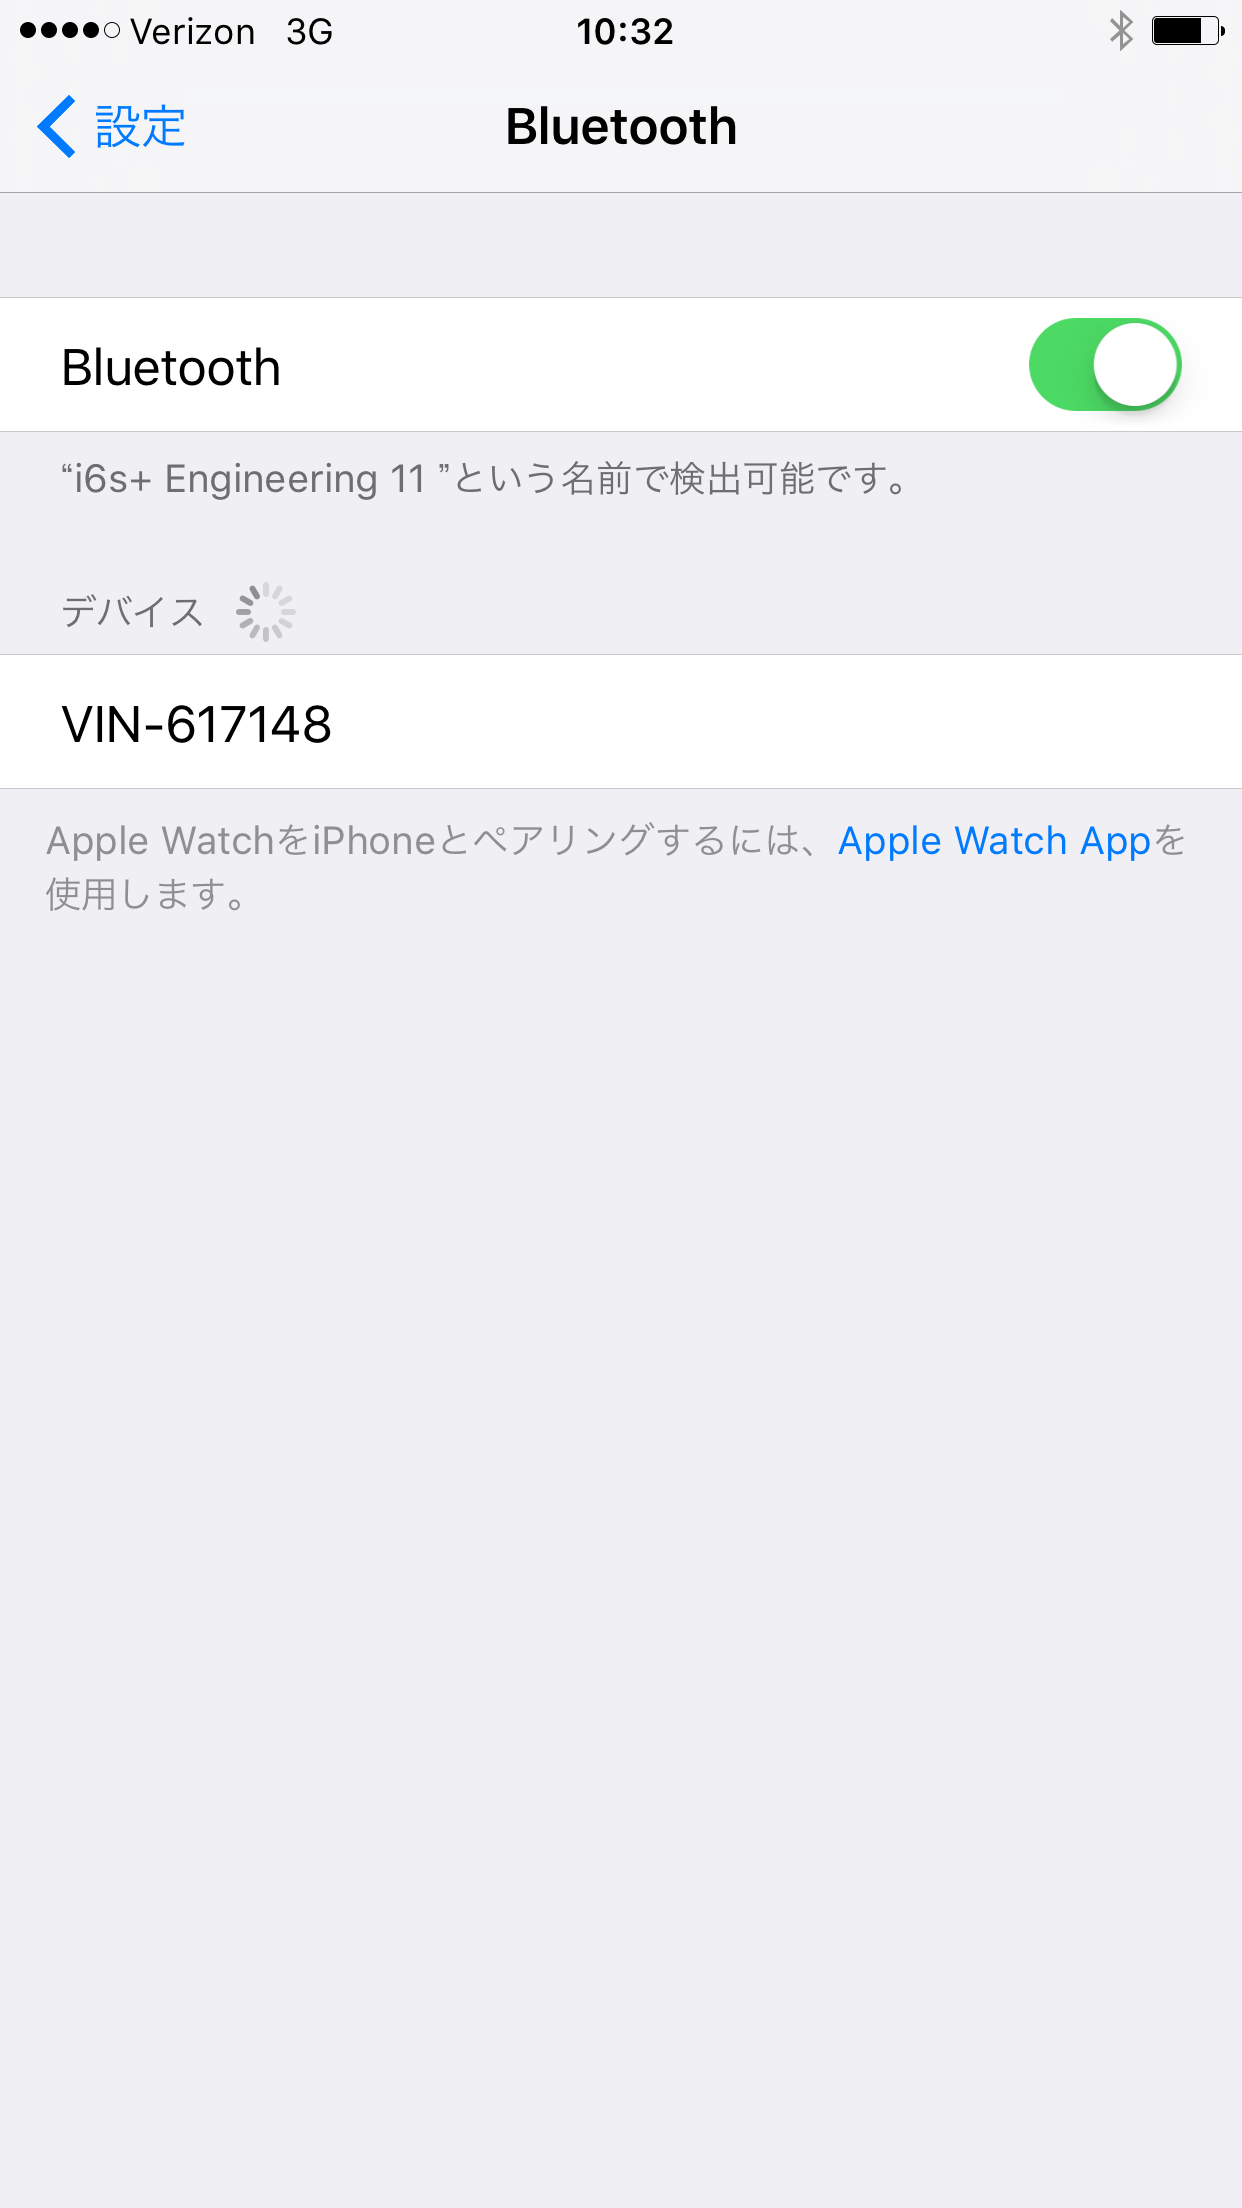 Verizon 3G 10:32
設定 Bluetooth
Bluetooth
“i6s+ Engineering 11 ”という名前で検出可能です。
デバイス
VIN-617148
Apple WatchをiPhoneとペアリングするには、Apple Watch Appを
使用します。